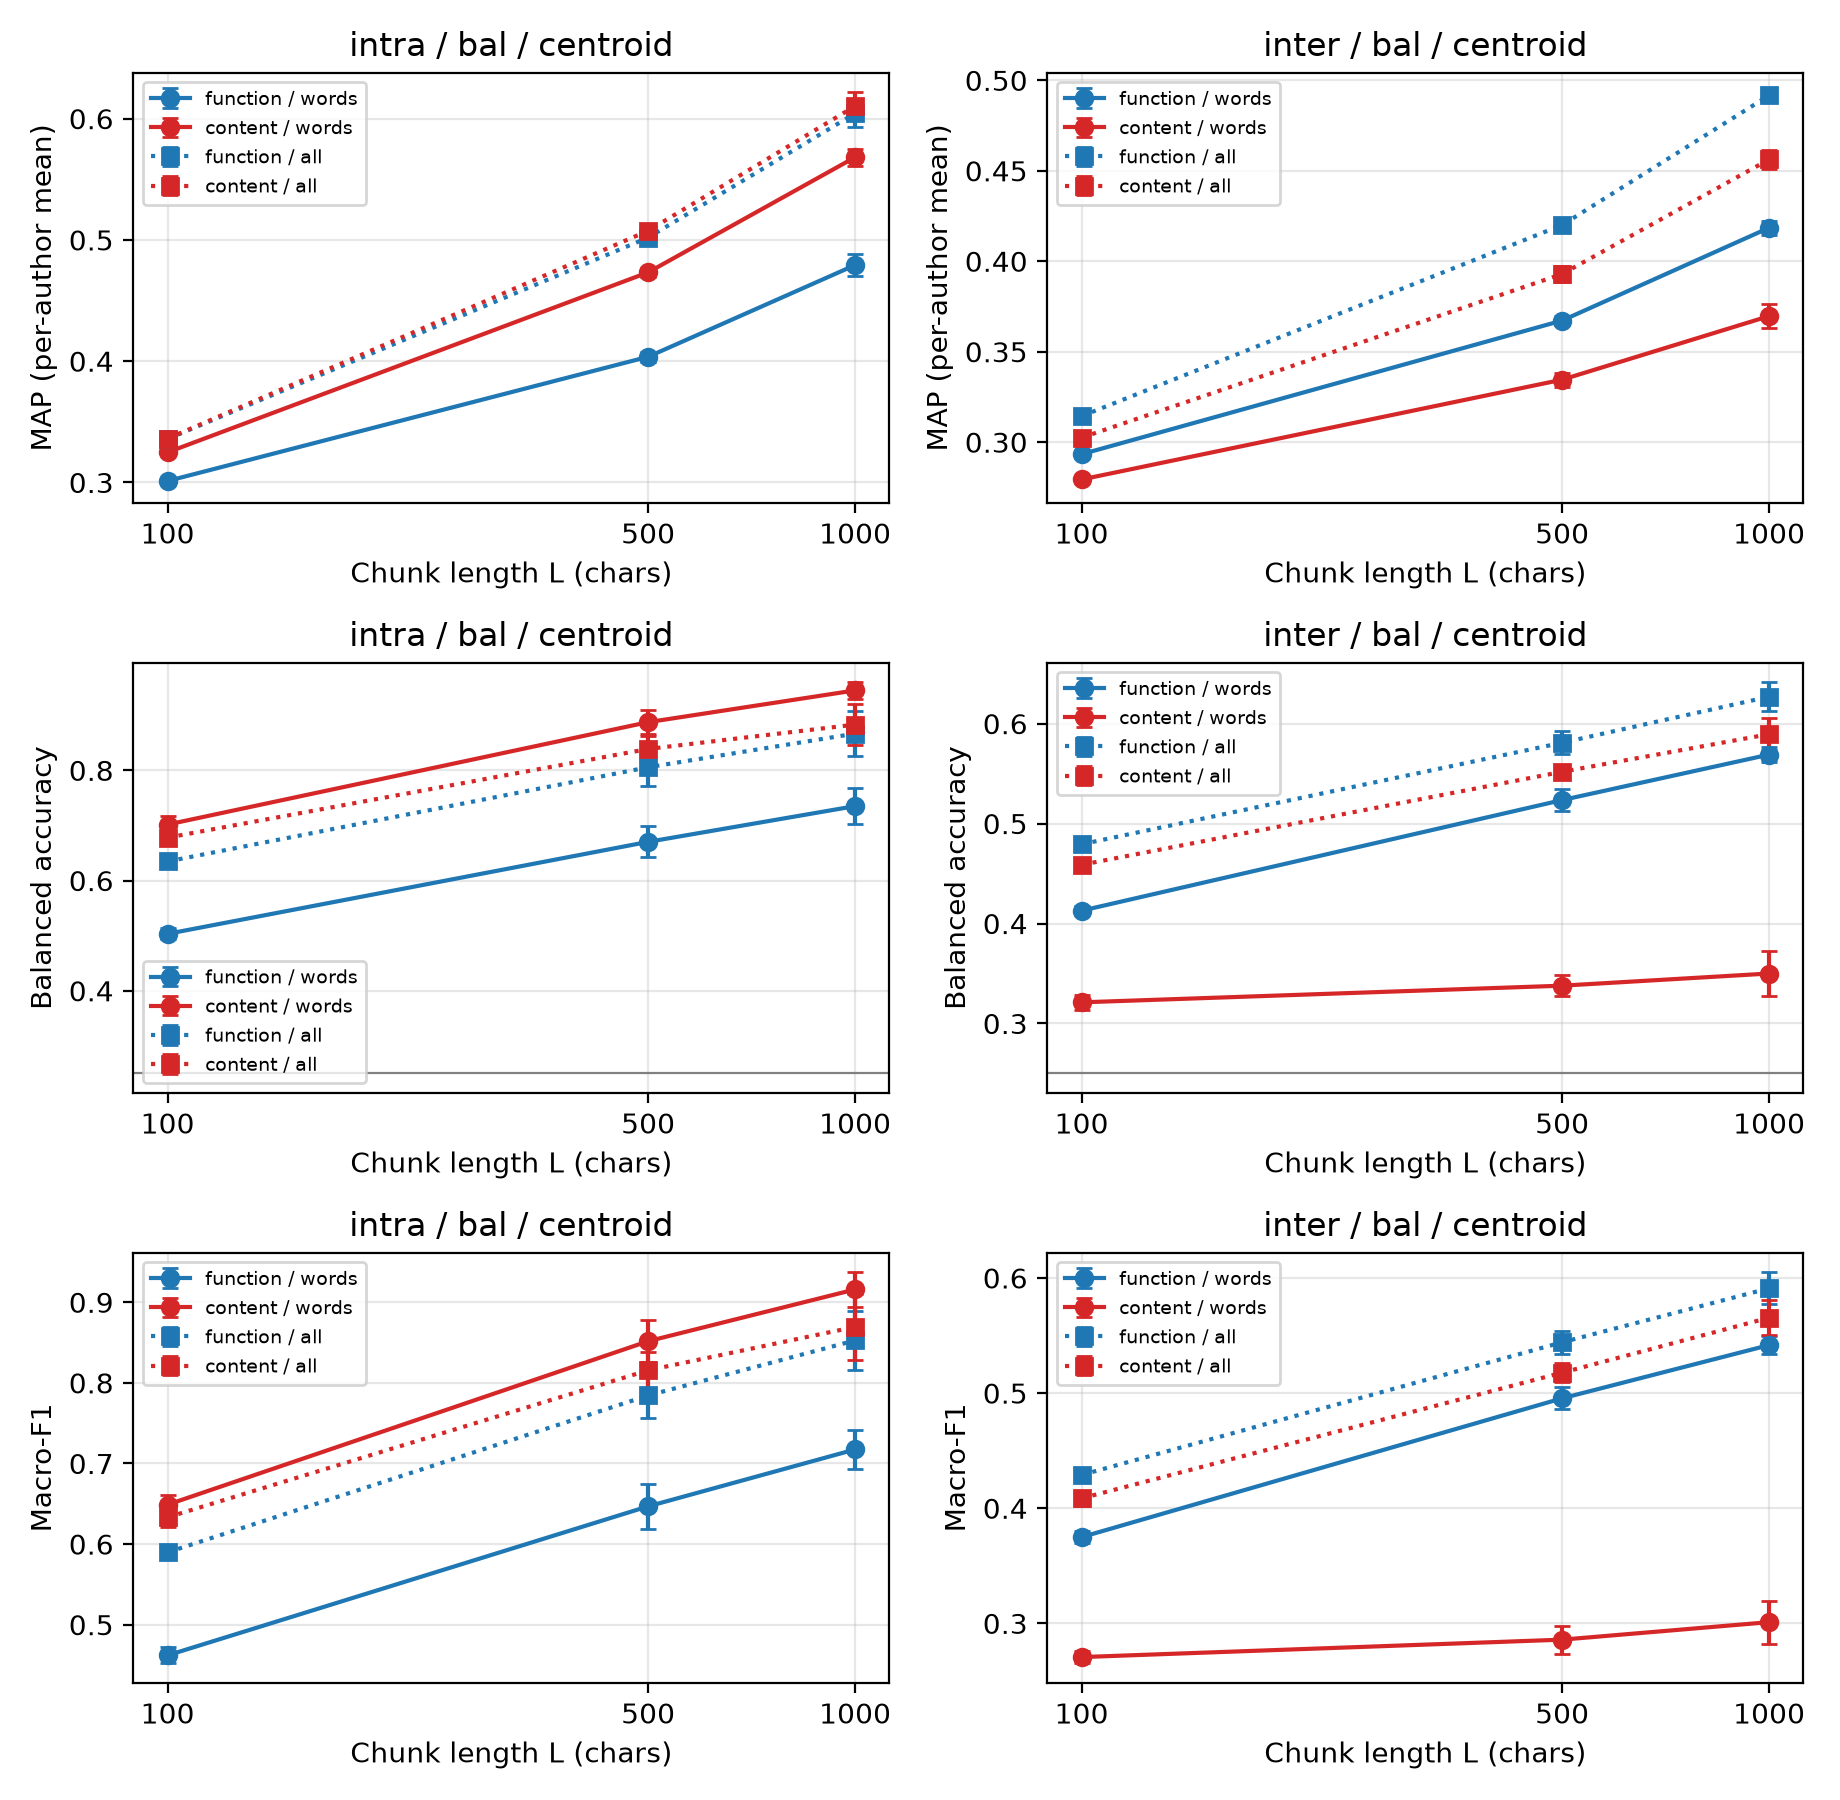 intra / bal / centroid
MAP (per-author mean)
0.6
0.5
0.4
0.3
function / words
content / words
function / all
content / all
100 500 1000
Chunk length L (chars)
inter / bal / centroid
MAP (per-author mean)
0.50
0.45
0.40
0.35
0.30
function / words
content / words
function / all
content / all
100 500 1000
Chunk length L (chars)
intra / bal / centroid
Balanced accuracy
0.8
0.6
0.4
function / words
content / words
function / all
content / all
100 500 1000
Chunk length L (chars)
inter / bal / centroid
Balanced accuracy
0.6
0.5
0.4
0.3
function / words
content / words
function / all
content / all
100 500 1000
Chunk length L (chars)
intra / bal / centroid
Macro-F1
0.9
0.8
0.7
0.6
0.5
function / words
content / words
function / all
content / all
100 500 1000
Chunk length L (chars)
inter / bal / centroid
Macro-F1
0.6
0.5
0.4
0.3
function / words
content / words
function / all
content / all
100 500 1000
Chunk length L (chars)